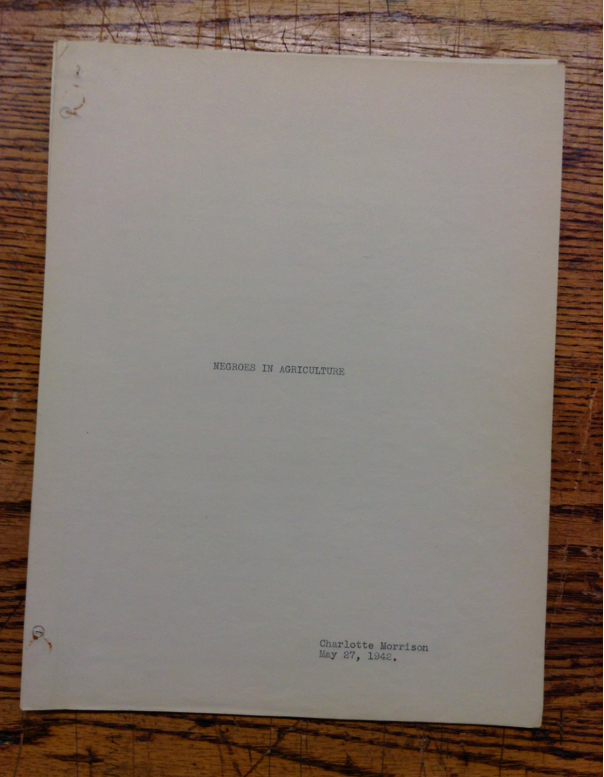 NEGROES IN AGRICULTURE
Charlotte Morrison
May 27, 1942.